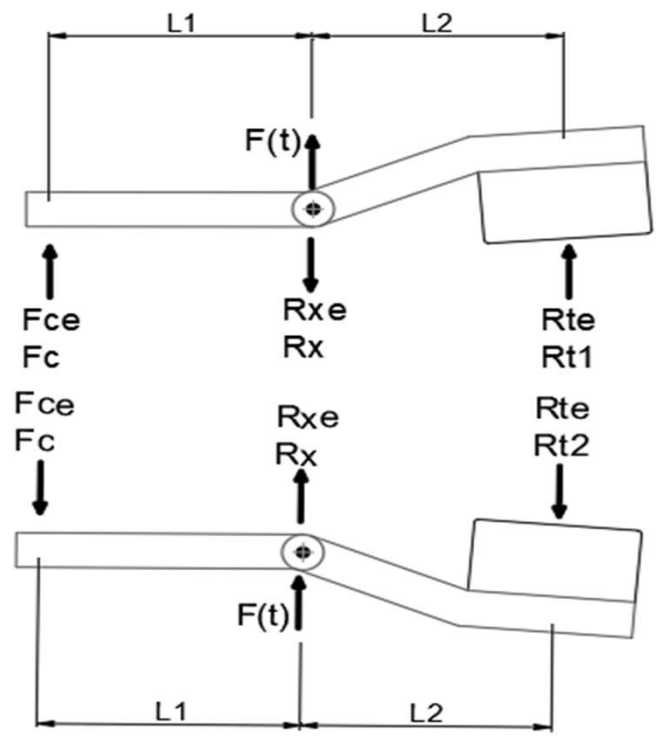 L1 L2
F(t)
Fce
Fc
Rxe
Rx
Rte
Rt1
Fce
Fc
Rxe
Rx
Rte
Rt2
F(t)
L1 L2